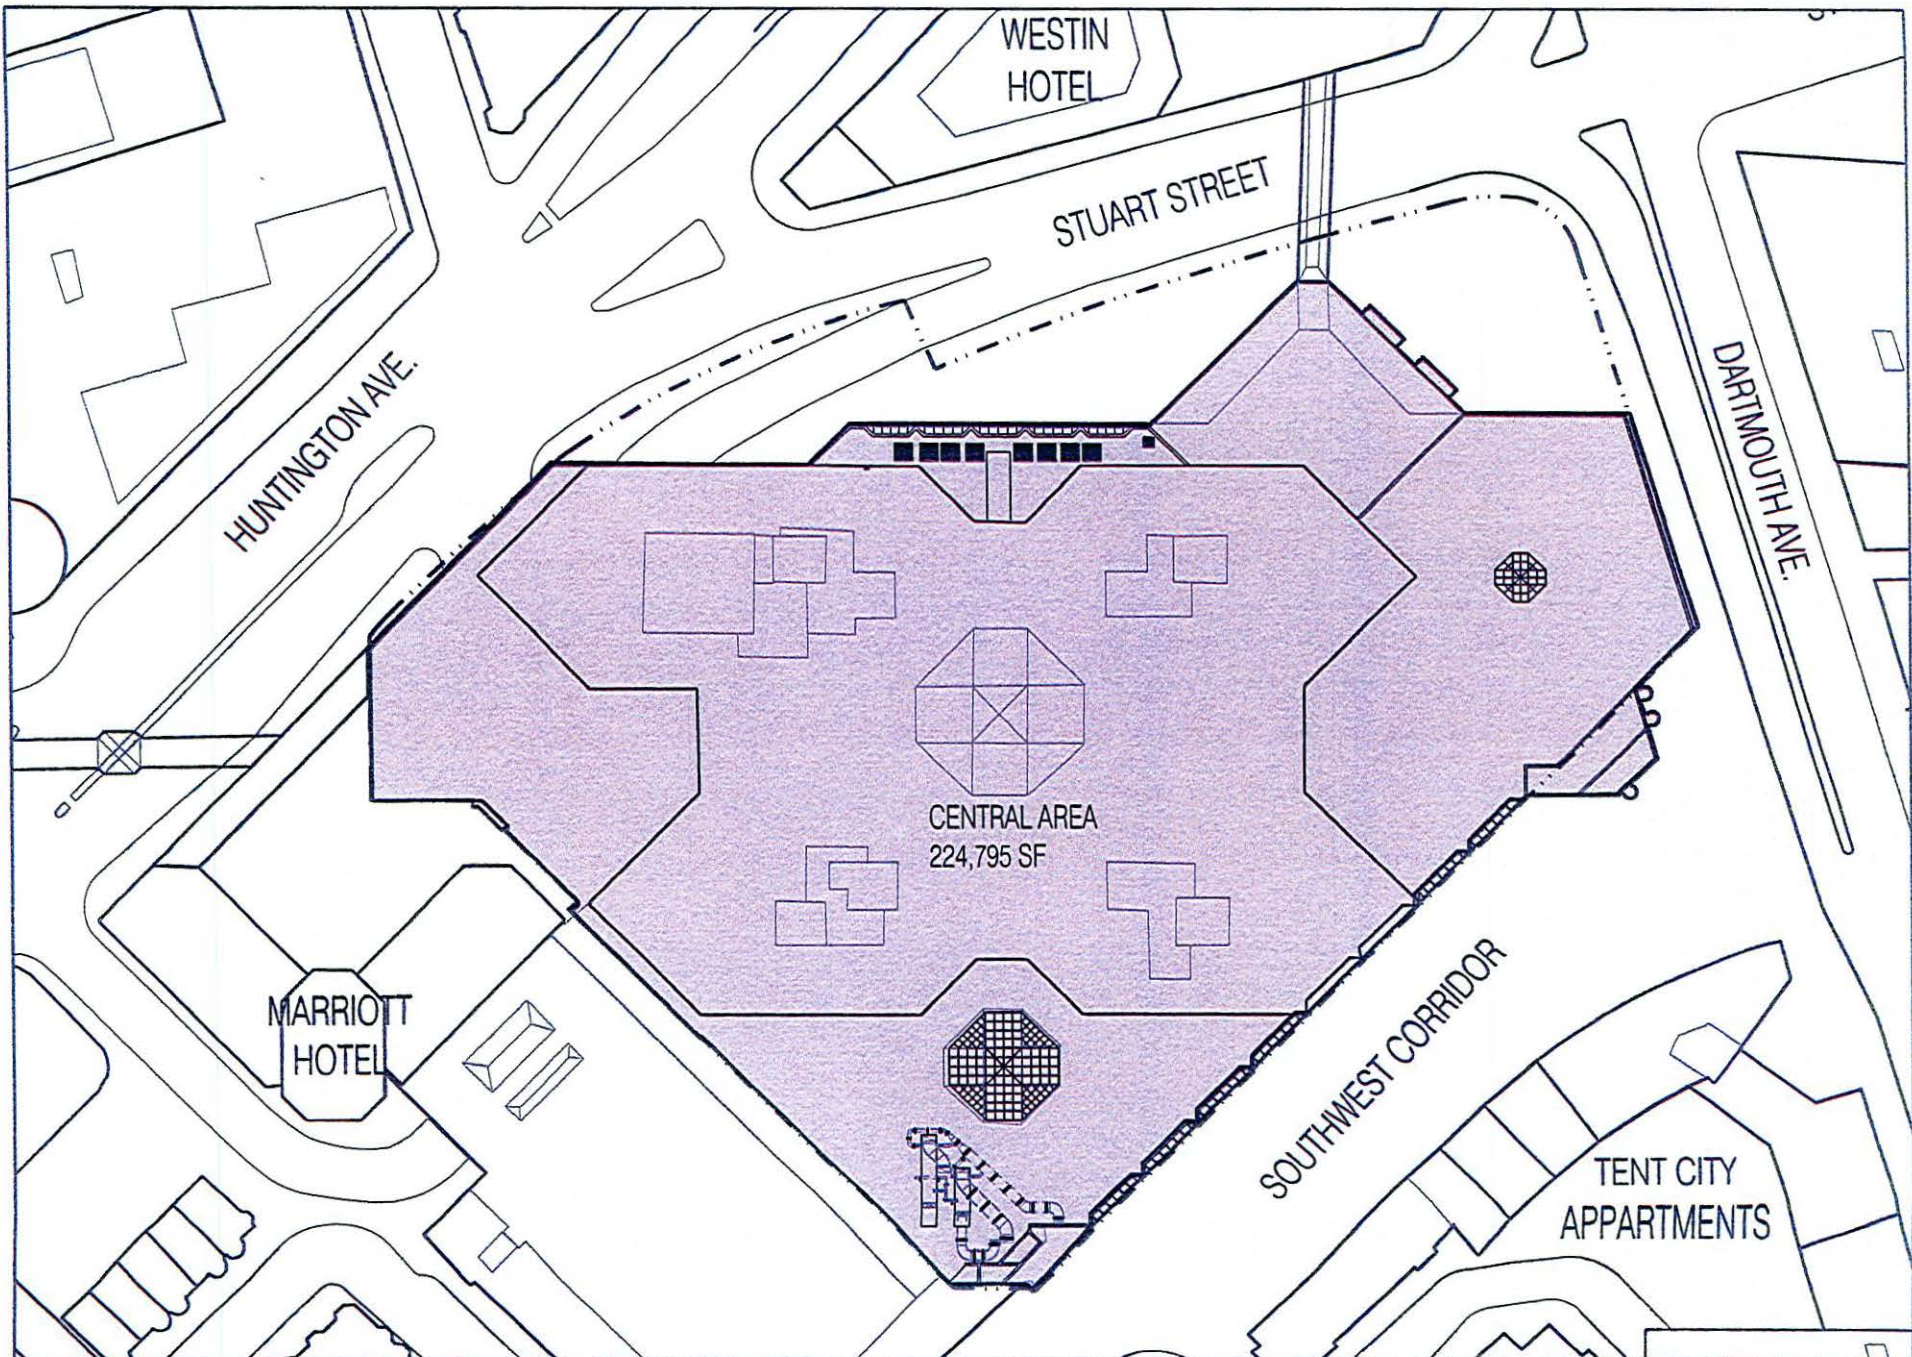 WESTIN
HOTEL
STUART STREET
HUNTINGTON AVE.
DARTMOUTH AVE.
CENTRAL AREA
224,795 SF
MARRIOTT
HOTEL
SOUTHWEST CORRIDOR
TENT CITY
APPARTMENTS